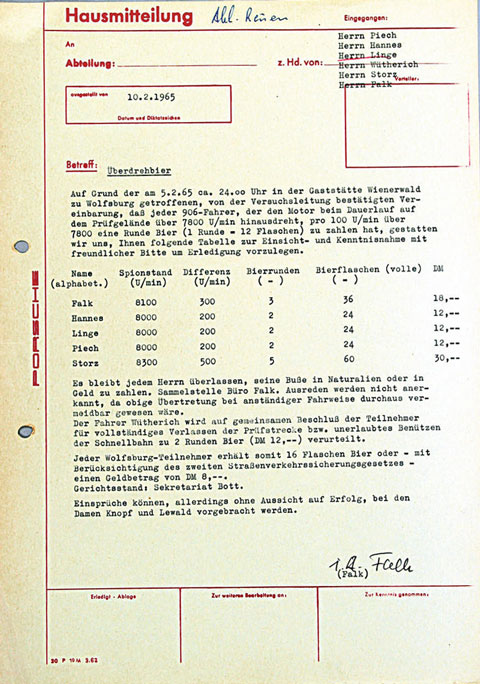 Hausmitteilung Abl. Reisen
Eingegangen:
An
Herrn Piech
Herrn Hannes
Abteilung:
z. Hd. von:
Herrn Linge
Herrn Wütherich
Herrn Storz
Verteiler:
Herrn Falk
ausgestellt von
10.2.1965
Datum und Diktatzeichen
Betreff: Überdrehbier
Auf Grund der am 5.2.65 ca. 24.00 Uhr in der Gaststätte Wienerwald
zu Wolfsburg getroffenen, von der Versuchsleitung bestätigten Ver-
einbarung, daß jeder 906-Fahrer, der den Motor beim Dauerlauf auf
dem Prüfgelände über 7800 U/min hinausdreht, pro 100 U/min über
7800 eine Runde Bier (1 Runde - 12 Flaschen) zu zahlen hat, gestatten
wir uns, Ihnen folgende Tabelle zur Einsicht- und Kenntnisnahme mit
freundlicher Bitte um Erledigung vorzulegen.
Name Spionstand Differenz Bierrunden Bierflaschen (volle) DM
(alphabet.) (U/min) (U/min) ( - ) ( - )
Falk 8100 300 3 36 18,--
Hannes 8000 200 2 24 12,--
Linge 8000 200 2 24 12,--
Piech 8000 200 2 24 12,--
Storz 8300 500 5 60 30,--
PORSCHE
Es bleibt jedem Herrn überlassen, seine Buße in Naturalien oder in
Geld zu zahlen. Sammelstelle Büro Falk. Ausreden werden nicht aner-
kannt, da obige Übertretung bei anständiger Fahrweise durchaus ver-
meidbar gewesen wäre.
Der Fahrer Wütherich wird auf gemeinsamen Beschluß der Teilnehmer
für vollständiges Verlassen der Prüfstrecke bzw. unerlaubtes Benützen
der Schnellbahn zu 2 Runden Bier (DM 12,--) verurteilt.
Jeder Wolfsburg-Teilnehmer erhält somit 16 Flaschen Bier oder - mit
Berücksichtigung des zweiten Straßenverkehrssicherungsgesetzes -
einen Geldbetrag von DM 8,--.
Gerichtsstand: Sekretariat Bott.
Einsprüche können, allerdings ohne Aussicht auf Erfolg, bei den
Damen Knopf und Lewald vorgebracht werden.
Falk
(Falk)
Erledigt - Ablage
Zur weiteren Bearbeitung an:
Zur Kenntnis genommen:
20 P 19 M 3.62